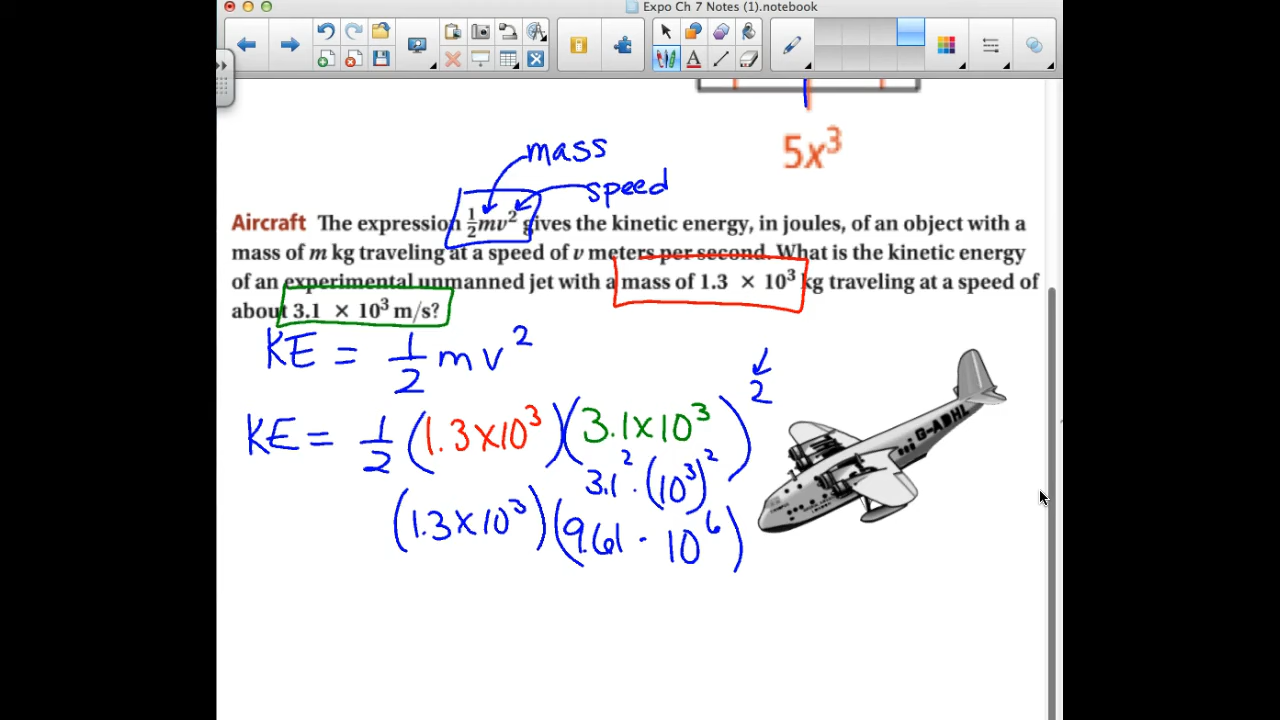 Expo Ch 7 Notes (1).notebook
5x³
mass
speed
Aircraft The expression ½mv² gives the kinetic energy, in joules, of an object with a
mass of m kg traveling at a speed of v meters per second. What is the kinetic energy
of an experimental unmanned jet with a mass of 1.3 × 10³ kg traveling at a speed of
about 3.1 × 10³ m/s?
KE = 1/2 mv²
KE = 1/2 (1.3×10³)(3.1×10³)²
3.1² · (10³)²
(1.3×10³)(9.61 · 10⁶)
G-ADHL